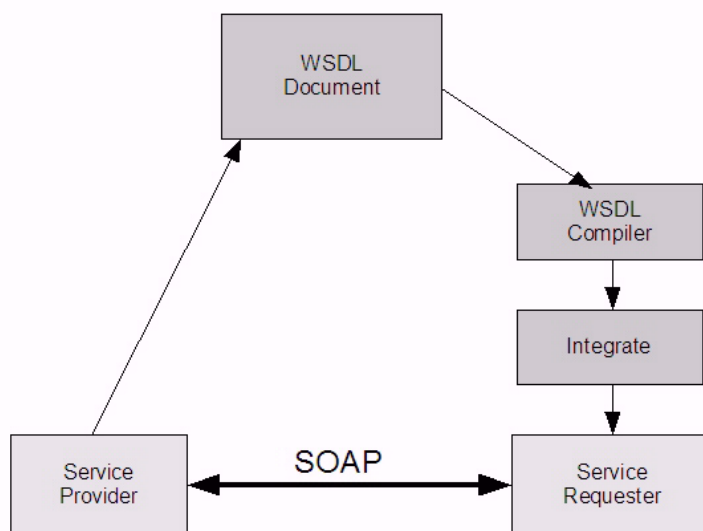 WSDL
Document
WSDL
Compiler
Integrate
SOAP
Service
Provider
Service
Requester